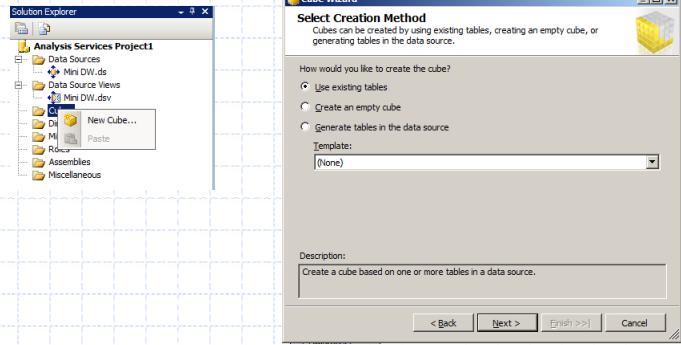 Solution Explorer
Analysis Services Project1
Data Sources
Mini DW.ds
Data Source Views
Mini DW.dsv
New Cube...
Paste
Roles
Assemblies
Miscellaneous
Cube Wizard
Select Creation Method
Cubes can be created by using existing tables, creating an empty cube, or
generating tables in the data source.
How would you like to create the cube?
Use existing tables
Create an empty cube
Generate tables in the data source
Template:
(None)
Description:
Create a cube based on one or more tables in a data source.
< Back
Next >
Finish >>|
Cancel